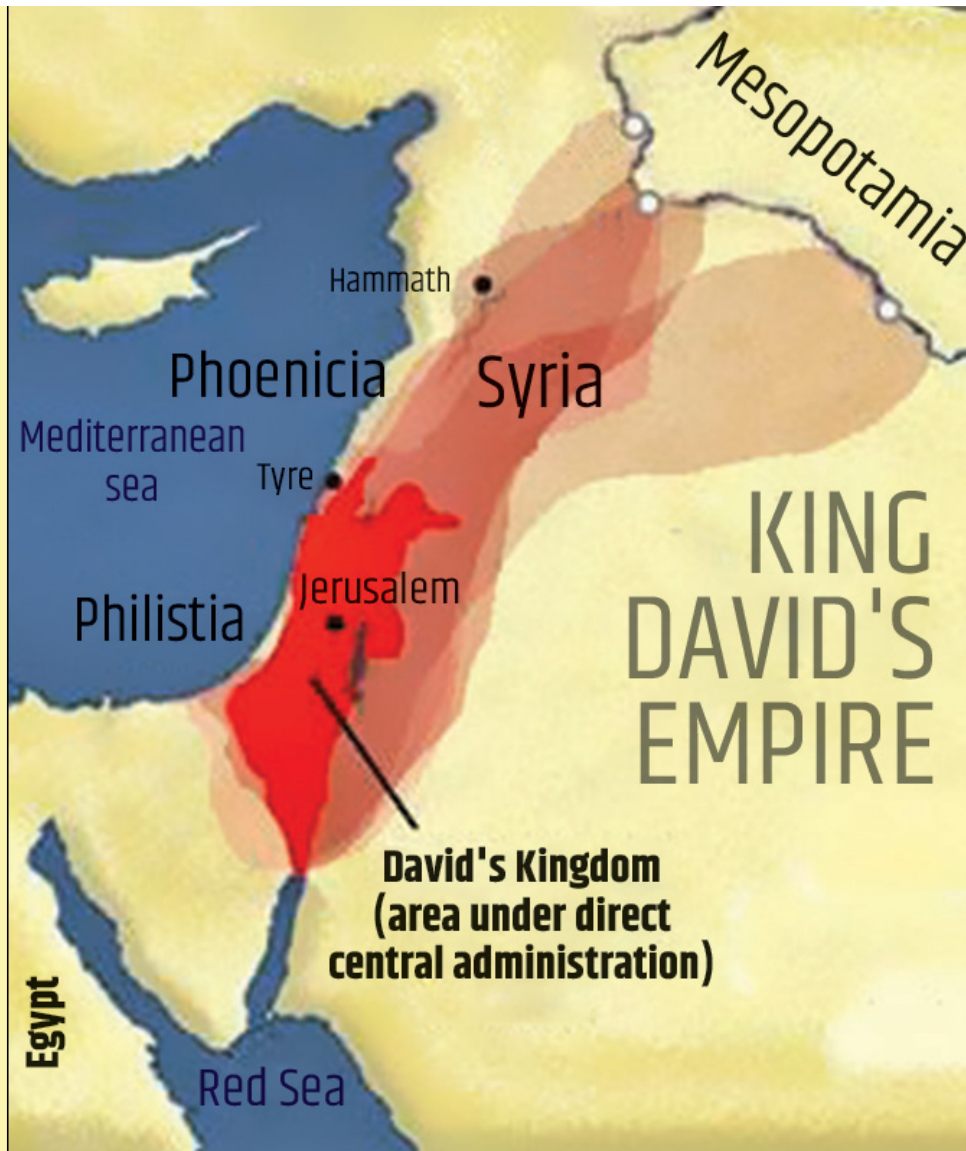 Mesopotamia
Hammath
Phoenicia
Syria
Mediterranean
sea
Tyre
KING
DAVID'S
EMPIRE
Jerusalem
Philistia
David's Kingdom
(area under direct
central administration)
Egypt
Red Sea